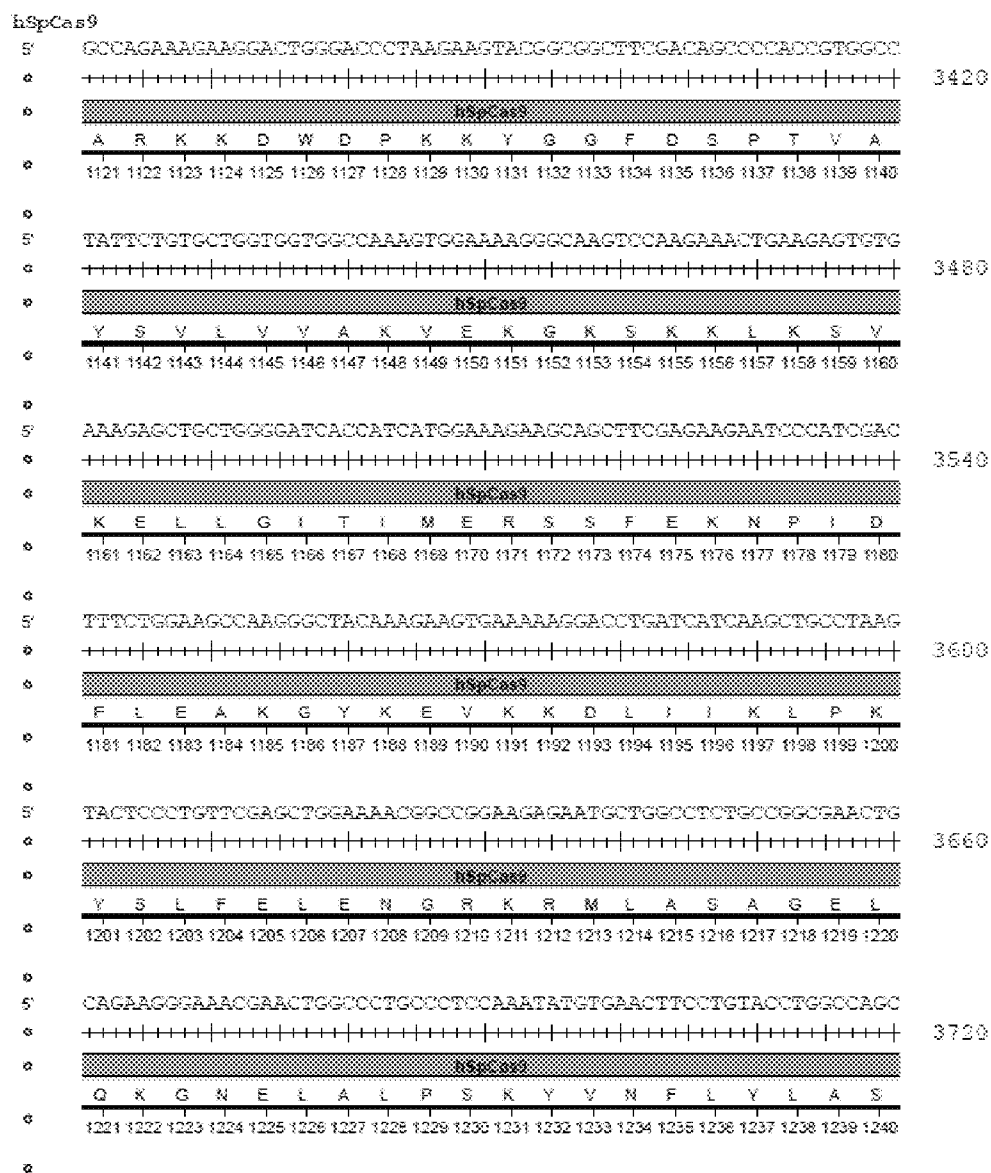 hSpCas9
5' GCCAGAAAGAAGGACTGGGACCCTAAGAAGTACGGCGGCTTCGACAGCCCCACCGTGGCC
3420
hSpCas9
A R K K D W D P K K Y G G F D S P T V A
1121 1122 1123 1124 1125 1126 1127 1128 1129 1130 1131 1132 1133 1134 1135 1136 1137 1138 1139 1140
5' TATTCTGTGCTGGTGGTGGCCAAAGTGGAAAAGGGCAAGTCCAAGAAACTGAAGAGTGTG
3480
hSpCas9
Y S V L V V A K V E K G K S K K L K S V
1141 1142 1143 1144 1145 1146 1147 1148 1149 1150 1151 1152 1153 1154 1155 1156 1157 1158 1159 1160
5' AAAGAGCTGCTGGGGATCACCATCATGGAAAGAAGCAGCTTCGAGAAGAATCCCATCGAC
3540
hSpCas9
K E L L G I T I M E R S S F E K N P I D
1161 1162 1163 1164 1165 1166 1167 1168 1169 1170 1171 1172 1173 1174 1175 1176 1177 1178 1179 1180
5' TTTCTGGAAGCCAAGGGCTACAAAGAAGTGAAAAAGGACCTGATCATCAAGCTGCCTAAG
3600
hSpCas9
F L E A K G Y K E V K K D L I I K L P K
1181 1182 1183 1184 1185 1186 1187 1188 1189 1190 1191 1192 1193 1194 1195 1196 1197 1198 1199 1200
5' TACTCCCTGTTCGAGCTGGAAAACGGCCGGAAGAGAATGCTGGCCTCTGCCGGCGAACTG
3660
hSpCas9
Y S L F E L E N G R K R M L A S A G E L
1201 1202 1203 1204 1205 1206 1207 1208 1209 1210 1211 1212 1213 1214 1215 1216 1217 1218 1219 1220
5' CAGAAGGGAAACGAACTGGCCCTGCCCTCCAAATATGTGAACTTCCTGTACCTGGCCAGC
3720
hSpCas9
Q K G N E L A L P S K Y V N F L Y L A S
1221 1222 1223 1224 1225 1226 1227 1228 1229 1230 1231 1232 1233 1234 1235 1236 1237 1238 1239 1240